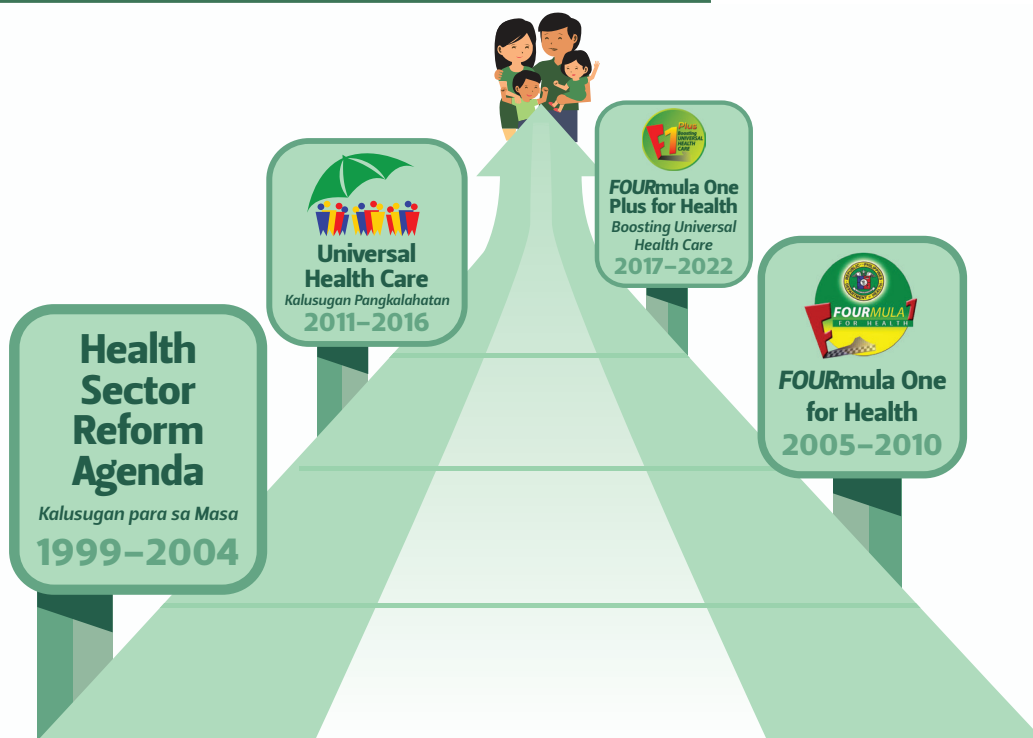 Health
Sector
Reform
Agenda
Kalusugan para sa Masa
1999–2004
FOURMULA 1
FOR HEALTH
FOURmula One
for Health
2005–2010
Universal
Health Care
Kalusugan Pangkalahatan
2011–2016
F1 Plus
Boosting
UNIVERSAL
HEALTH
CARE
FOURmula One
Plus for Health
Boosting Universal
Health Care
2017–2022